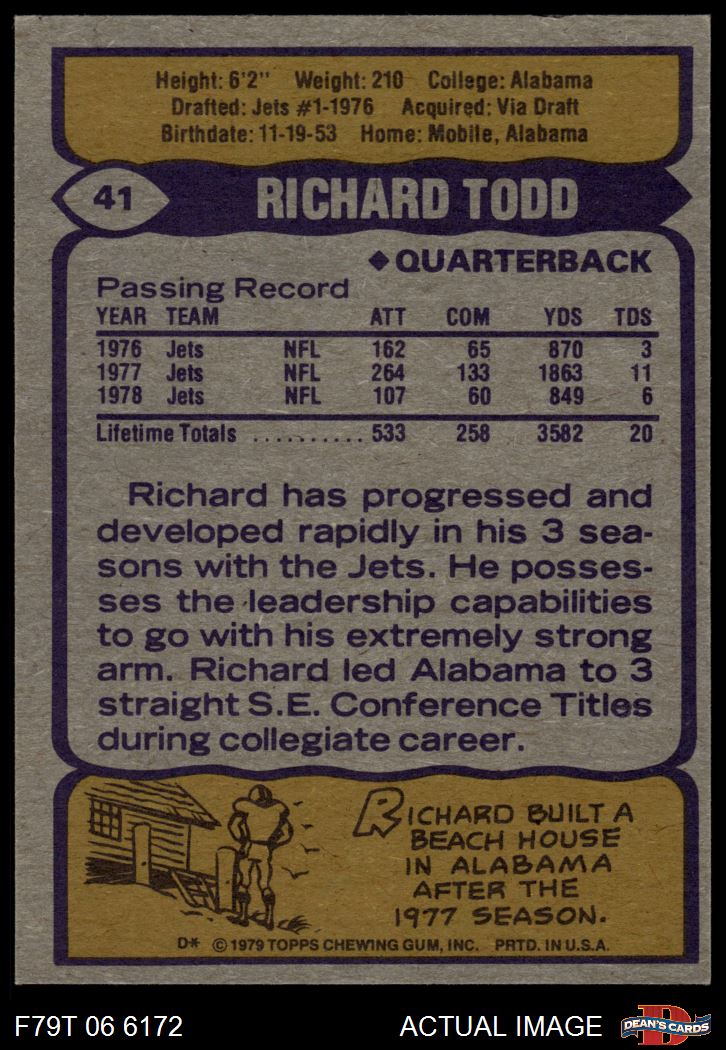 Height: 6'2" Weight: 210 College: Alabama
Drafted: Jets #1-1976 Acquired: Via Draft
Birthdate: 11-19-53 Home: Mobile, Alabama
41 RICHARD TODD
◆ QUARTERBACK
Passing Record
YEAR TEAM ATT COM YDS TDS
1976 Jets NFL 162 65 870 3
1977 Jets NFL 264 133 1863 11
1978 Jets NFL 107 60 849 6
Lifetime Totals .......... 533 258 3582 20
Richard has progressed and
developed rapidly in his 3 sea-
sons with the Jets. He posses-
ses the leadership capabilities
to go with his extremely strong
arm. Richard led Alabama to 3
straight S.E. Conference Titles
during collegiate career.
RICHARD BUILT A
BEACH HOUSE
IN ALABAMA
AFTER THE
1977 SEASON.
D* © 1979 TOPPS CHEWING GUM, INC. PRTD. IN U.S.A.
F79T 06 6172 ACTUAL IMAGE D DEAN'S CARDS